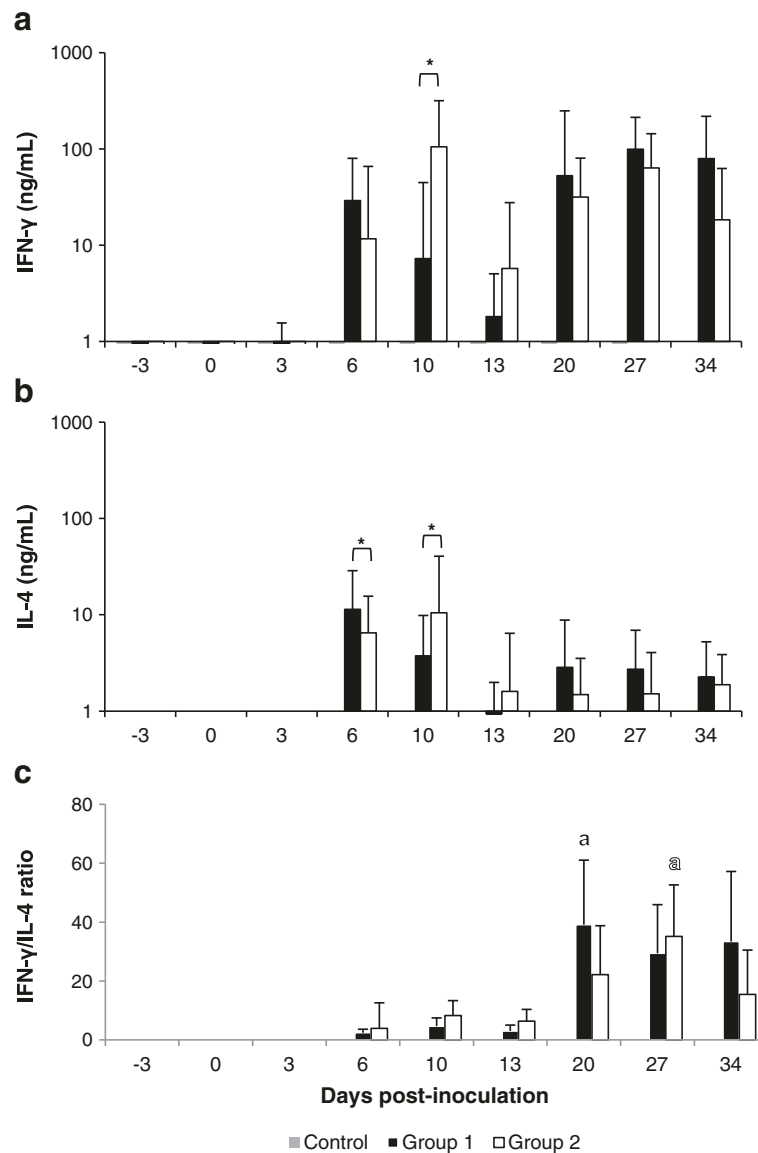 a
1000
*
100
IFN-γ (ng/mL)
10
1
-3 0 3 6 10 13 20 27 34
b
1000
100
IL-4 (ng/mL)
* *
10
1
-3 0 3 6 10 13 20 27 34
c
80
a
a
60
IFN-γ/IL-4 ratio
40
20
0
-3 0 3 6 10 13 20 27 34
Days post-inoculation
Control Group 1 Group 2